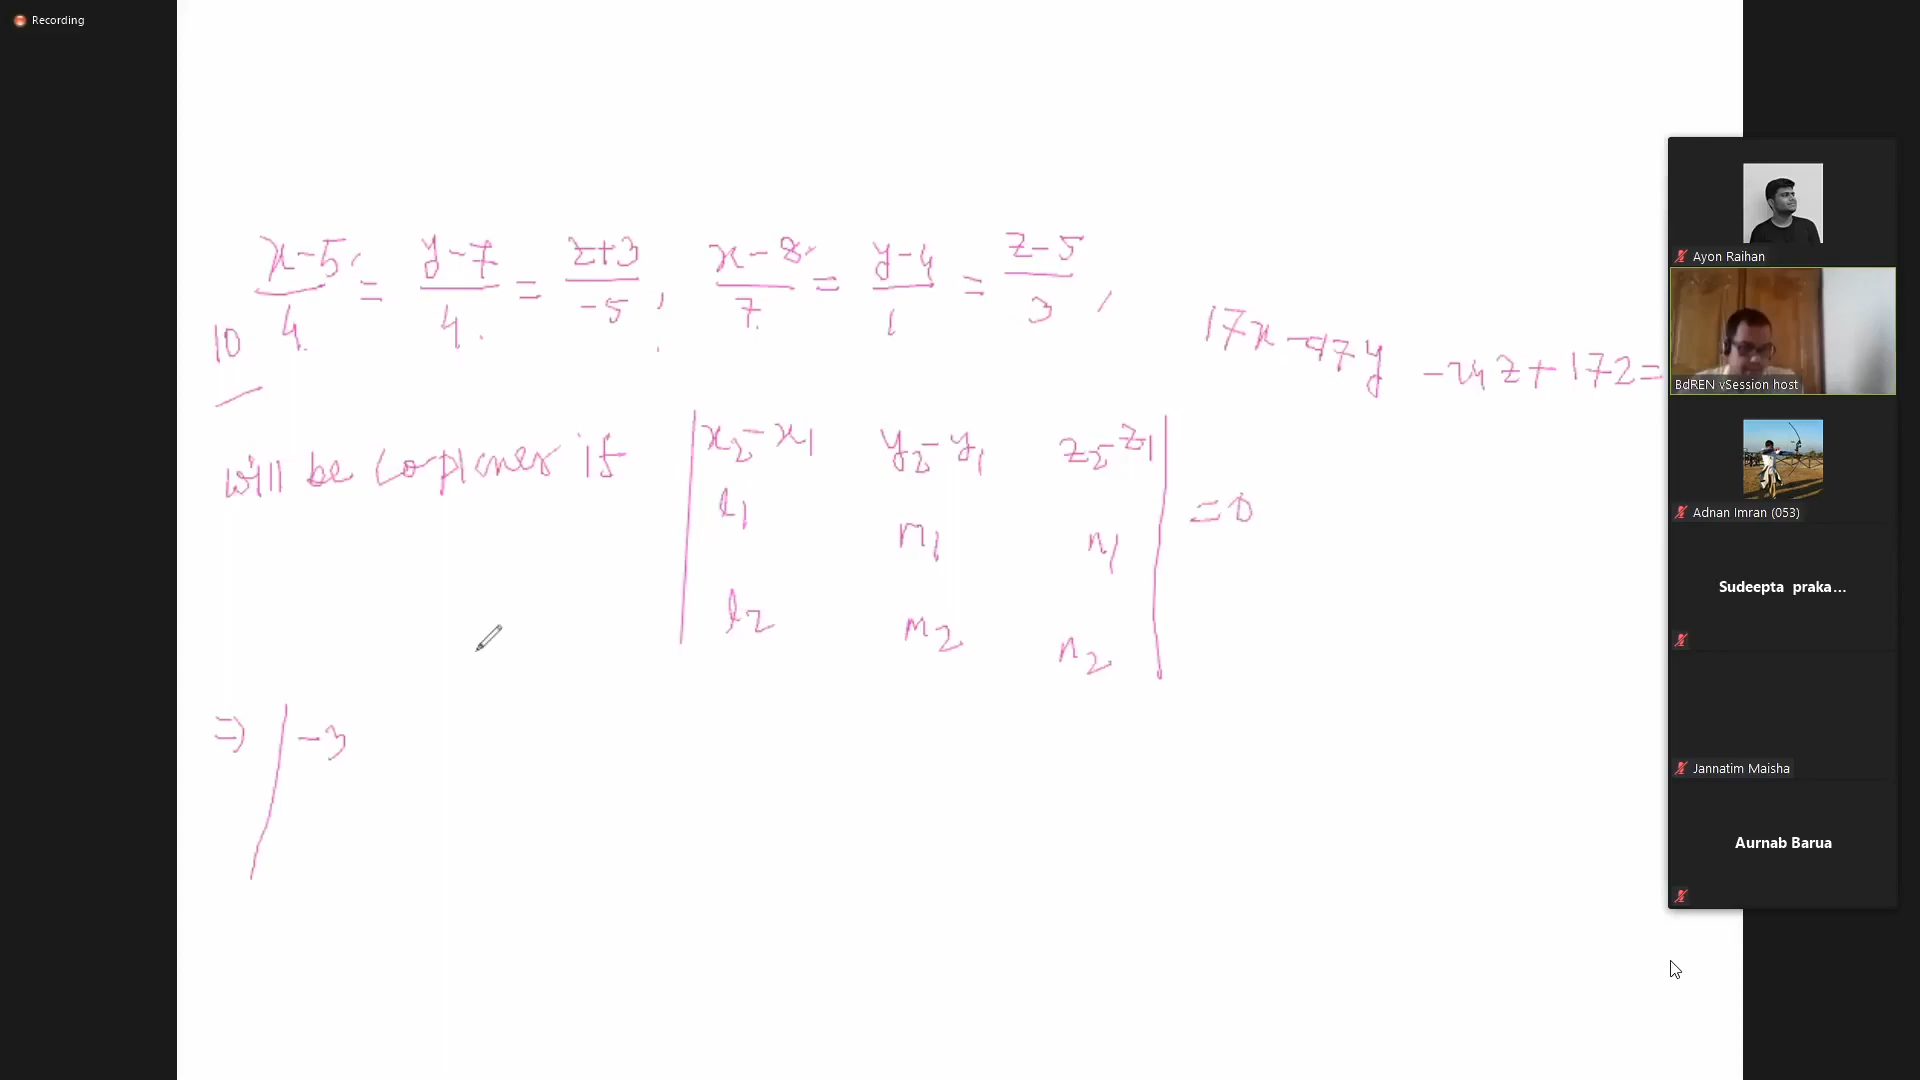 Recording
x-5/4 = y-7/4 = z+3/-5, x-8/7 = y-4/1 = z-5/3,
10
17x-47y-24z+172=
will be coplaner if | x₂-x₁ y₂-y₁ z₂-z₁ |
| l₁ m₁ n₁ | =0
| l₂ m₂ n₂ |
⇒ | -3
Ayon Raihan
BdREN vSession host
Adnan Imran (053)
Sudeepta praka...
Jannatim Maisha
Aurnab Barua